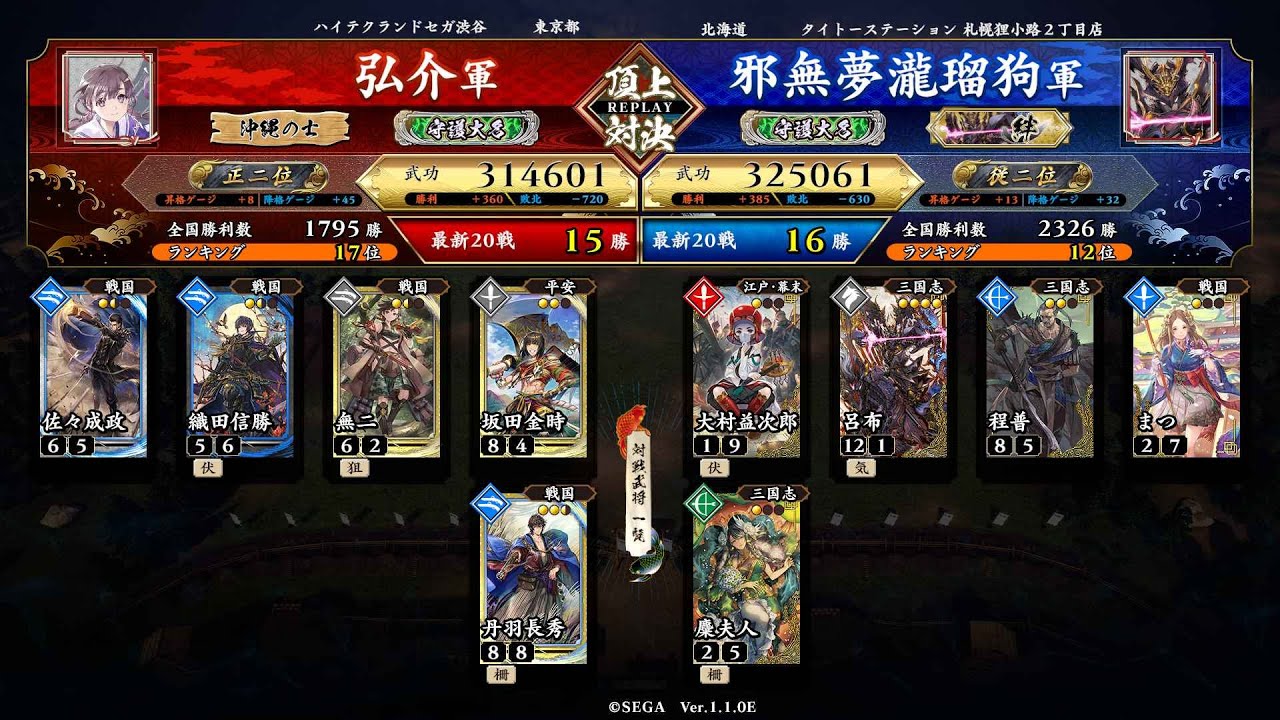 ハイテクランドセガ渋谷 東京都
北海道 タイトーステーション 札幌狸小路2丁目店
弘介軍
頂上
REPLAY
対決
邪無夢瀧瑠狗軍
沖縄の士
守護大名
守護大名
絆
正二位
昇格ゲージ +8 降格ゲージ +45
武功 314601
勝利 +360 敗北 -720
武功 325061
勝利 +385 敗北 -630
従二位
昇格ゲージ +13 降格ゲージ +32
全国勝利数 1795勝
ランキング 17位
最新20戦 15勝
最新20戦 16勝
全国勝利数 2326勝
ランキング 12位
戦国
佐々成政
6 5
戦国
織田信勝
5 6
伏
戦国
無二
6 2
狙
平安
坂田金時
8 4
戦国
丹羽長秀
8 8
柵
対戦武将一覧
江戸・幕末
大村益次郎
1 9
伏
三国志
呂布
12 1
気
三国志
程普
8 5
戦国
まつ
2 7
三国志
麋夫人
2 5
柵
©SEGA Ver.1.1.0E